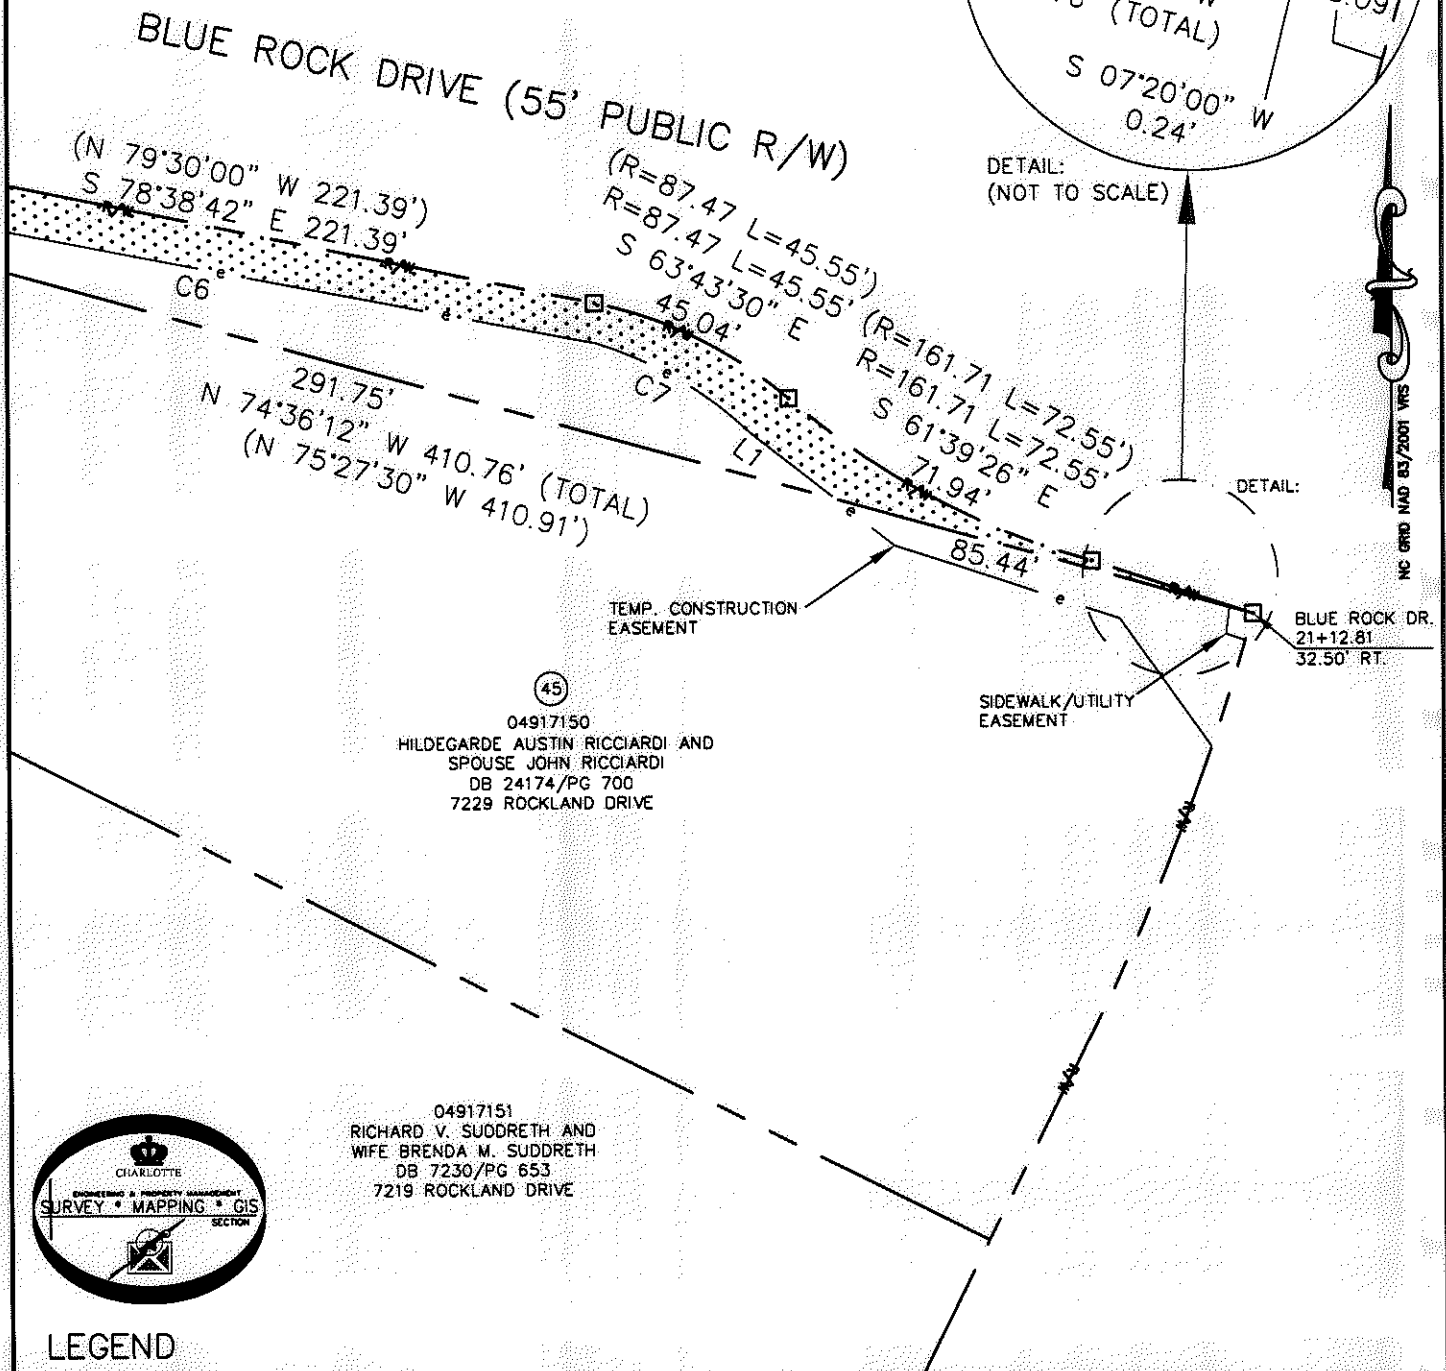 (TOTAL)
S 07°20'00" W
0.24'
BLUE ROCK DRIVE (55' PUBLIC R/W)
DETAIL:
(NOT TO SCALE)
(N 79°30'00" W 221.39')
S 78°38'42" E 221.39'
(R=87.47 L=45.55')
R=87.47 L=45.55'
S 63°43'30" E
45.04'
(R=161.71 L=72.55')
R=161.71 L=72.55'
S 61°39'26" E
71.94'
R/W
R/W
R/W
R/W
R/W
C6
e
e
e
C7
L1
291.75'
N 74°36'12" W 410.76' (TOTAL)
(N 75°27'30" W 410.91')
e
85.44'
e
DETAIL:
NC GRID NAD 83/2001 VRS
TEMP. CONSTRUCTION
EASEMENT
BLUE ROCK DR.
21+12.81
32.50' RT.
SIDEWALK/UTILITY
EASEMENT
45
04917150
HILDEGARDE AUSTIN RICCIARDI AND
SPOUSE JOHN RICCIARDI
DB 24174/PG 700
7229 ROCKLAND DRIVE
R/W
R/W
04917151
RICHARD V. SUDDRETH AND
WIFE BRENDA M. SUDDRETH
DB 7230/PG 653
7219 ROCKLAND DRIVE
CHARLOTTE
ENGINEERING & PROPERTY MANAGEMENT
SURVEY * MAPPING * GIS
SECTION
LEGEND